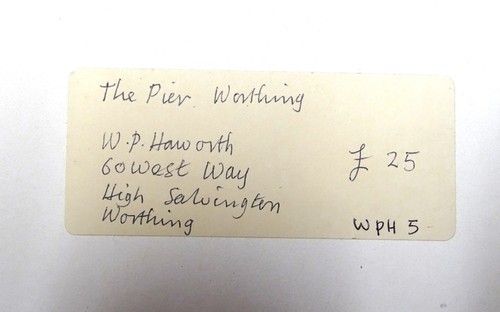 The Pier Worthing
W.P. Haworth
60 West Way
High Salvington
Worthing
£ 25
WPH 5